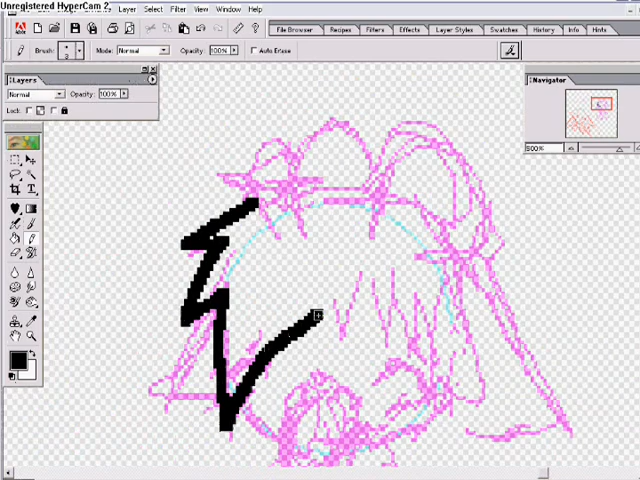 Unregistered HyperCam 2
Layer Select Filter View Window Help
File Browser Recipes Filters Effects Layer Styles Swatches History Info Hints
Brush: 3 Mode: Normal Opacity: 100% Auto Erase
Layers
Normal Opacity: 100%
Lock:
Navigator
800%
T